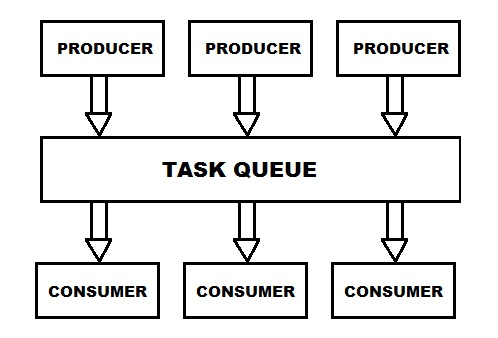 PRODUCER PRODUCER PRODUCER
TASK QUEUE
CONSUMER CONSUMER CONSUMER